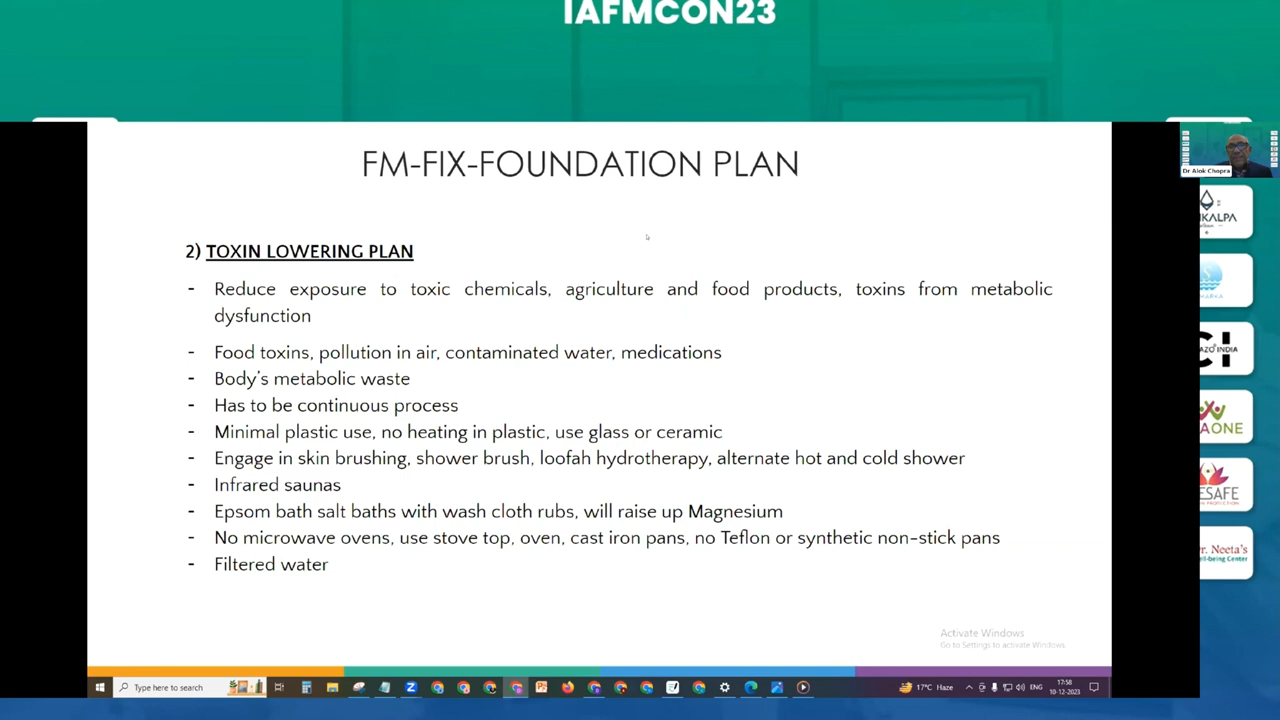 IAFMCON23
FM-FIX-FOUNDATION PLAN
Dr Alok Chopra
2) TOXIN LOWERING PLAN
- Reduce exposure to toxic chemicals, agriculture and food products, toxins from metabolic
dysfunction
- Food toxins, pollution in air, contaminated water, medications
- Body's metabolic waste
- Has to be continuous process
- Minimal plastic use, no heating in plastic, use glass or ceramic
- Engage in skin brushing, shower brush, loofah hydrotherapy, alternate hot and cold shower
- Infrared saunas
- Epsom bath salt baths with wash cloth rubs, will raise up Magnesium
- No microwave ovens, use stove top, oven, cast iron pans, no Teflon or synthetic non-stick pans
- Filtered water
Activate Windows
Go to Settings to activate Windows.
Type here to search
17°C Haze
ENG
17:58
10-12-2023